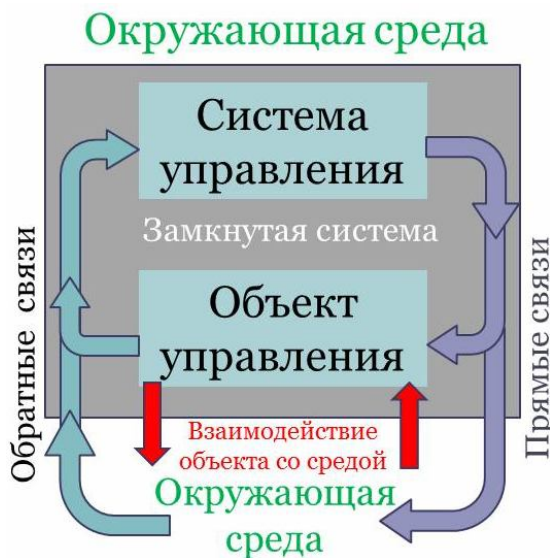 Окружающая среда
Система
управления
Замкнутая система
Объект
управления
Обратные связи
Прямые связи
Взаимодействие
объекта со средой
Окружающая
среда